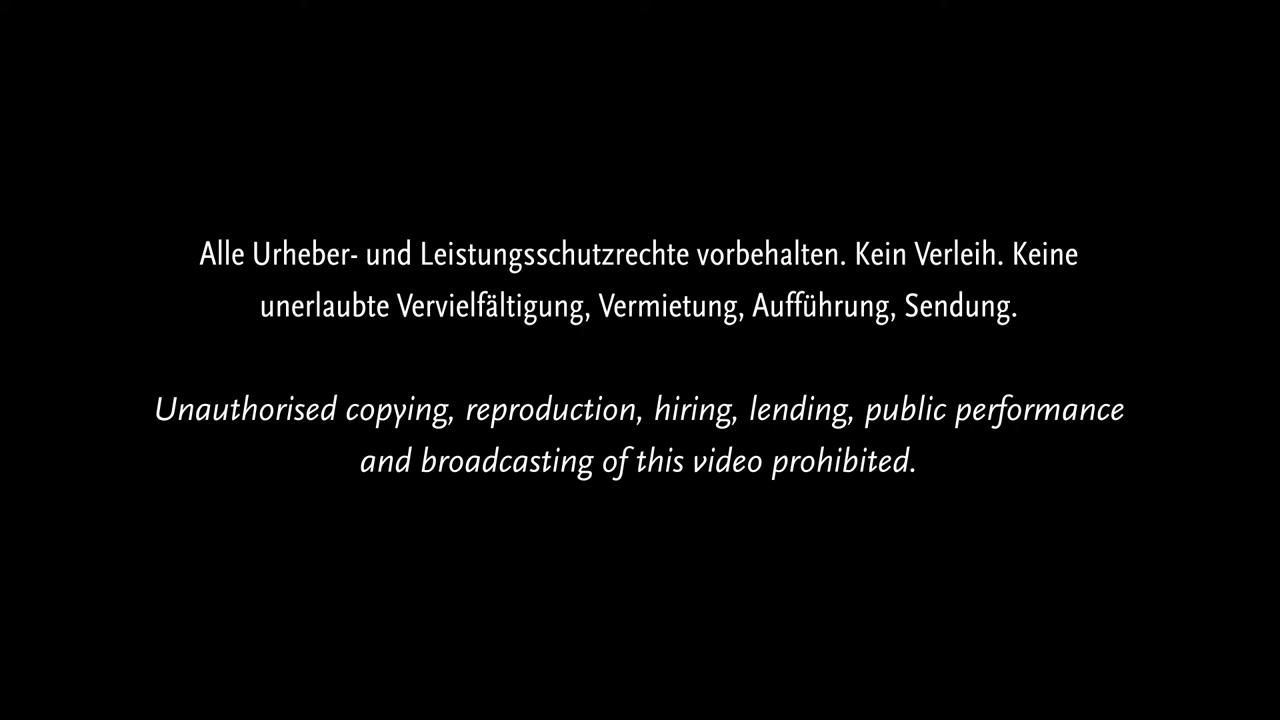 Alle Urheber- und Leistungsschutzrechte vorbehalten. Kein Verleih. Keine
unerlaubte Vervielfältigung, Vermietung, Aufführung, Sendung.
Unauthorised copying, reproduction, hiring, lending, public performance
and broadcasting of this video prohibited.